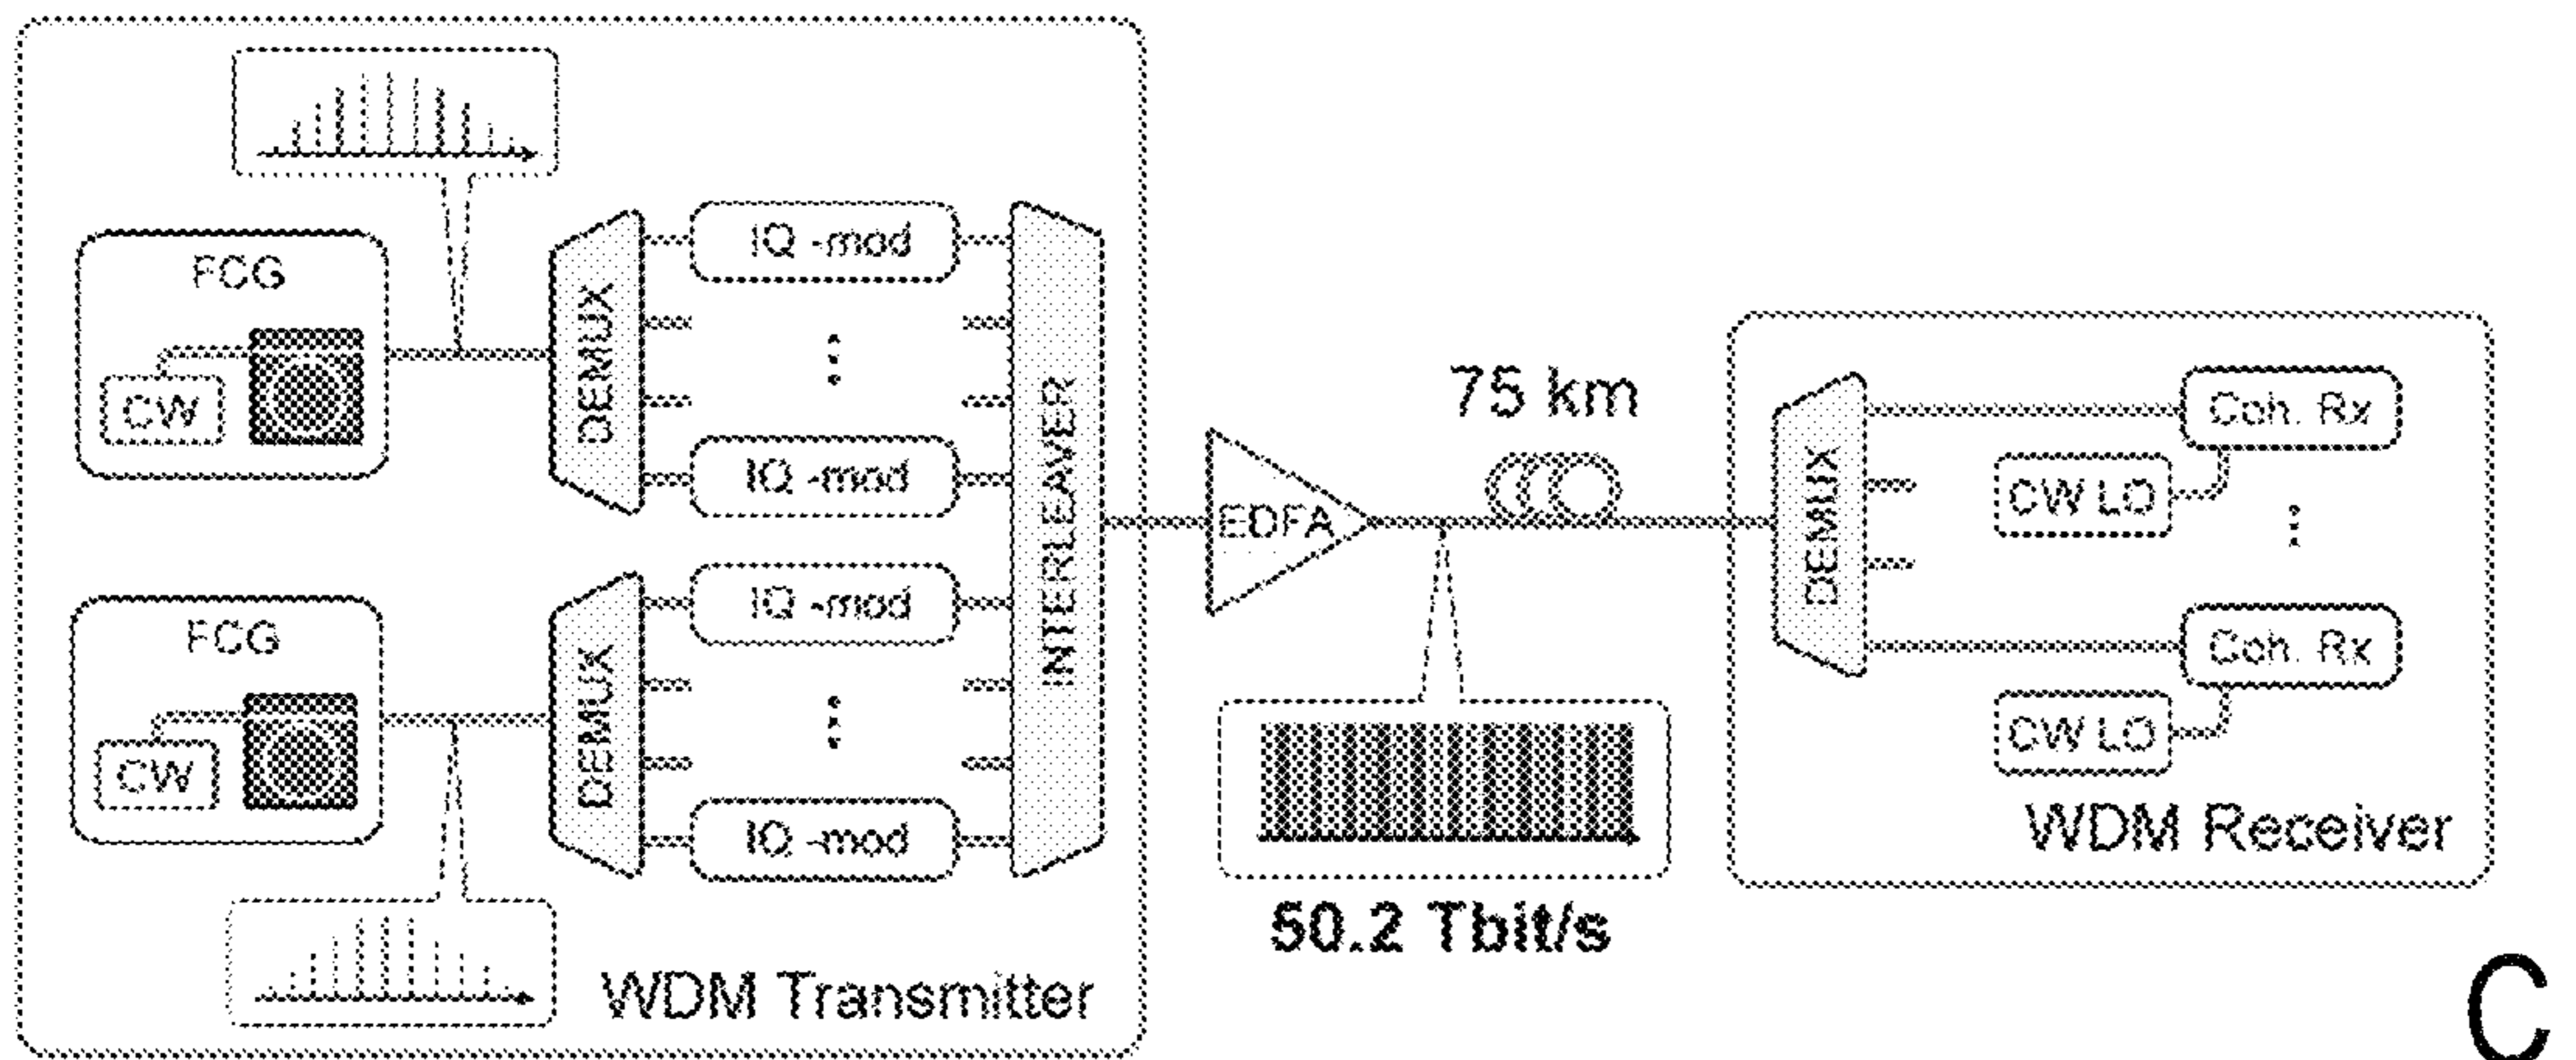 FCG
CW
DEMUX
IQ -mod
IQ -mod
FCG
CW
DEMUX
IQ -mod
IQ -mod
INTERLEAVER
WDM Transmitter
EDFA
75 km
50.2 Tbit/s
DEMUX
Coh. Rx
CW LO
Coh. Rx
CW LO
WDM Receiver
C